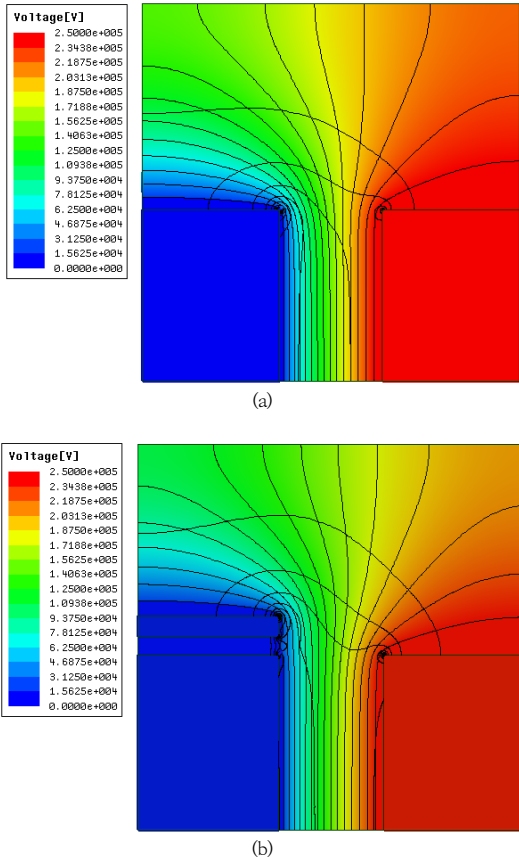 Voltage[V]
2.5000e+005
2.3438e+005
2.1875e+005
2.0313e+005
1.8750e+005
1.7188e+005
1.5625e+005
1.4063e+005
1.2500e+005
1.0938e+005
9.3750e+004
7.8125e+004
6.2500e+004
4.6875e+004
3.1250e+004
1.5625e+004
0.0000e+000
(a)
Voltage[V]
2.5000e+005
2.3438e+005
2.1875e+005
2.0313e+005
1.8750e+005
1.7188e+005
1.5625e+005
1.4063e+005
1.2500e+005
1.0938e+005
9.3750e+004
7.8125e+004
6.2500e+004
4.6875e+004
3.1250e+004
1.5625e+004
0.0000e+000
(b)